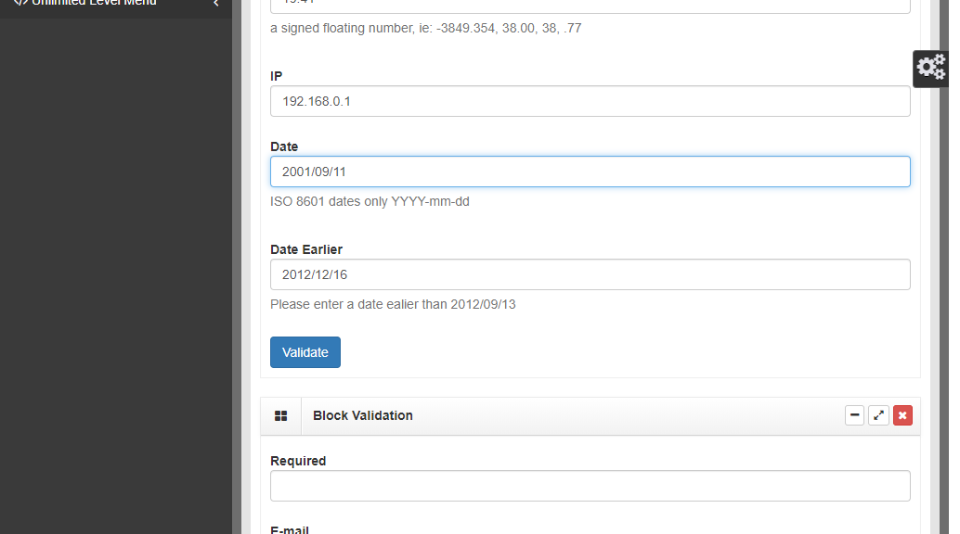 Unlimited Level Menu
a signed floating number, ie: -3849.354, 38.00, 38, .77
IP
192.168.0.1
Date
2001/09/11
ISO 8601 dates only YYYY-mm-dd
Date Earlier
2012/12/16
Please enter a date ealier than 2012/09/13
Validate
Block Validation
Required
E-mail